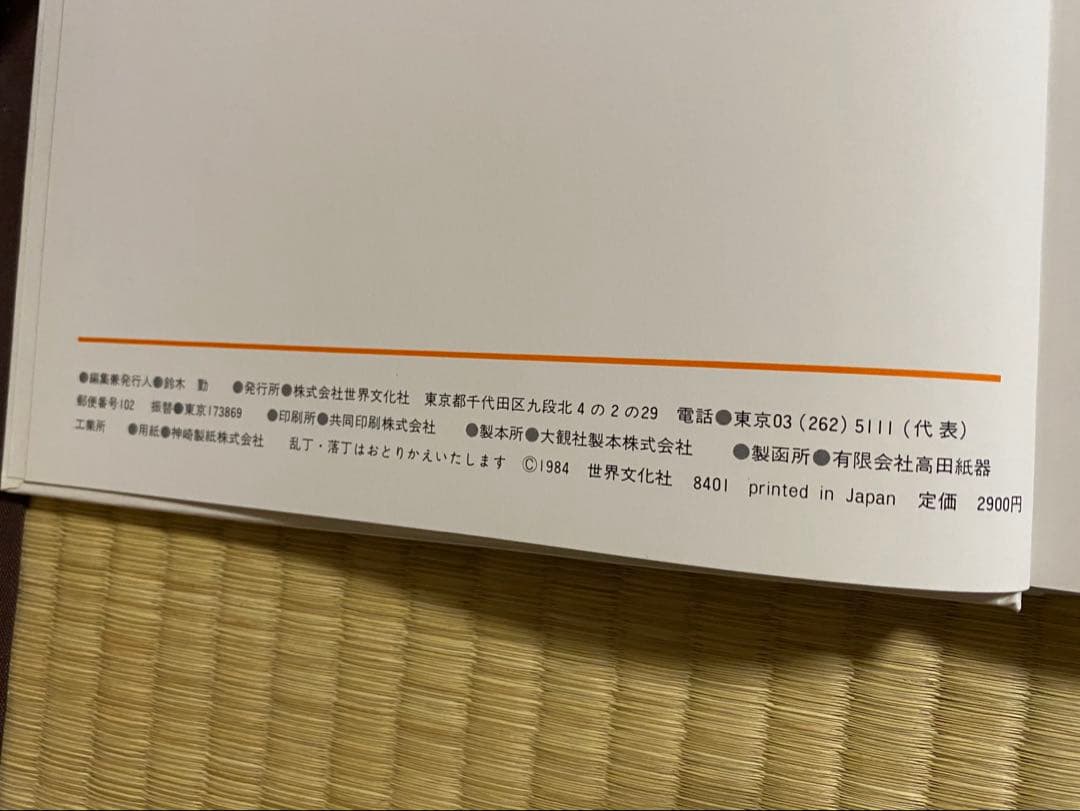 ●編集兼発行人●鈴木 勤 ●発行所●株式会社世界文化社 東京都千代田区九段北4の2の29 電話●東京03(262)5111(代表)
郵便番号102 振替●東京173869 ●印刷所●共同印刷株式会社 ●製本所●大観社製本株式会社 ●製函所●有限会社高田紙器
工業所 ●用紙●神崎製紙株式会社 乱丁・落丁はおとりかえいたします ©1984 世界文化社 8401 printed in Japan 定価 2900円